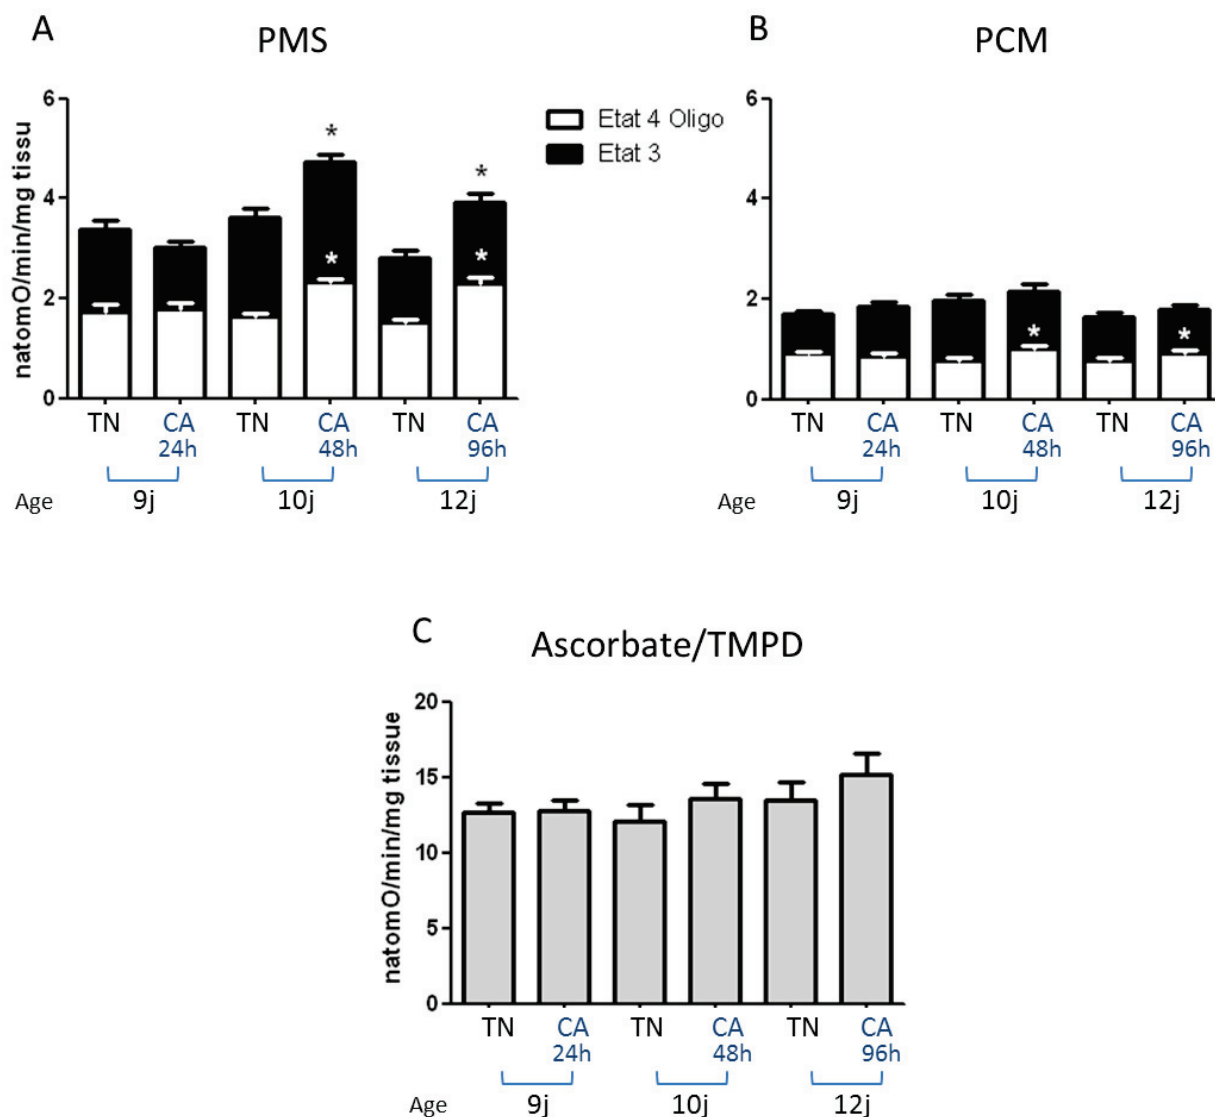 A
PMS
natomO/min/mg tissu
6
4
2
0
*
*
*
*
Etat 4 Oligo
Etat 3
TN CA TN CA TN CA
24h 48h 96h
Age 9j 10j 12j
B
PCM
6
4
2
0
*
*
TN CA TN CA TN CA
24h 48h 96h
Age 9j 10j 12j
C
Ascorbate/TMPD
natomO/min/mg tissue
20
15
10
5
0
TN CA TN CA TN CA
24h 48h 96h
Age 9j 10j 12j